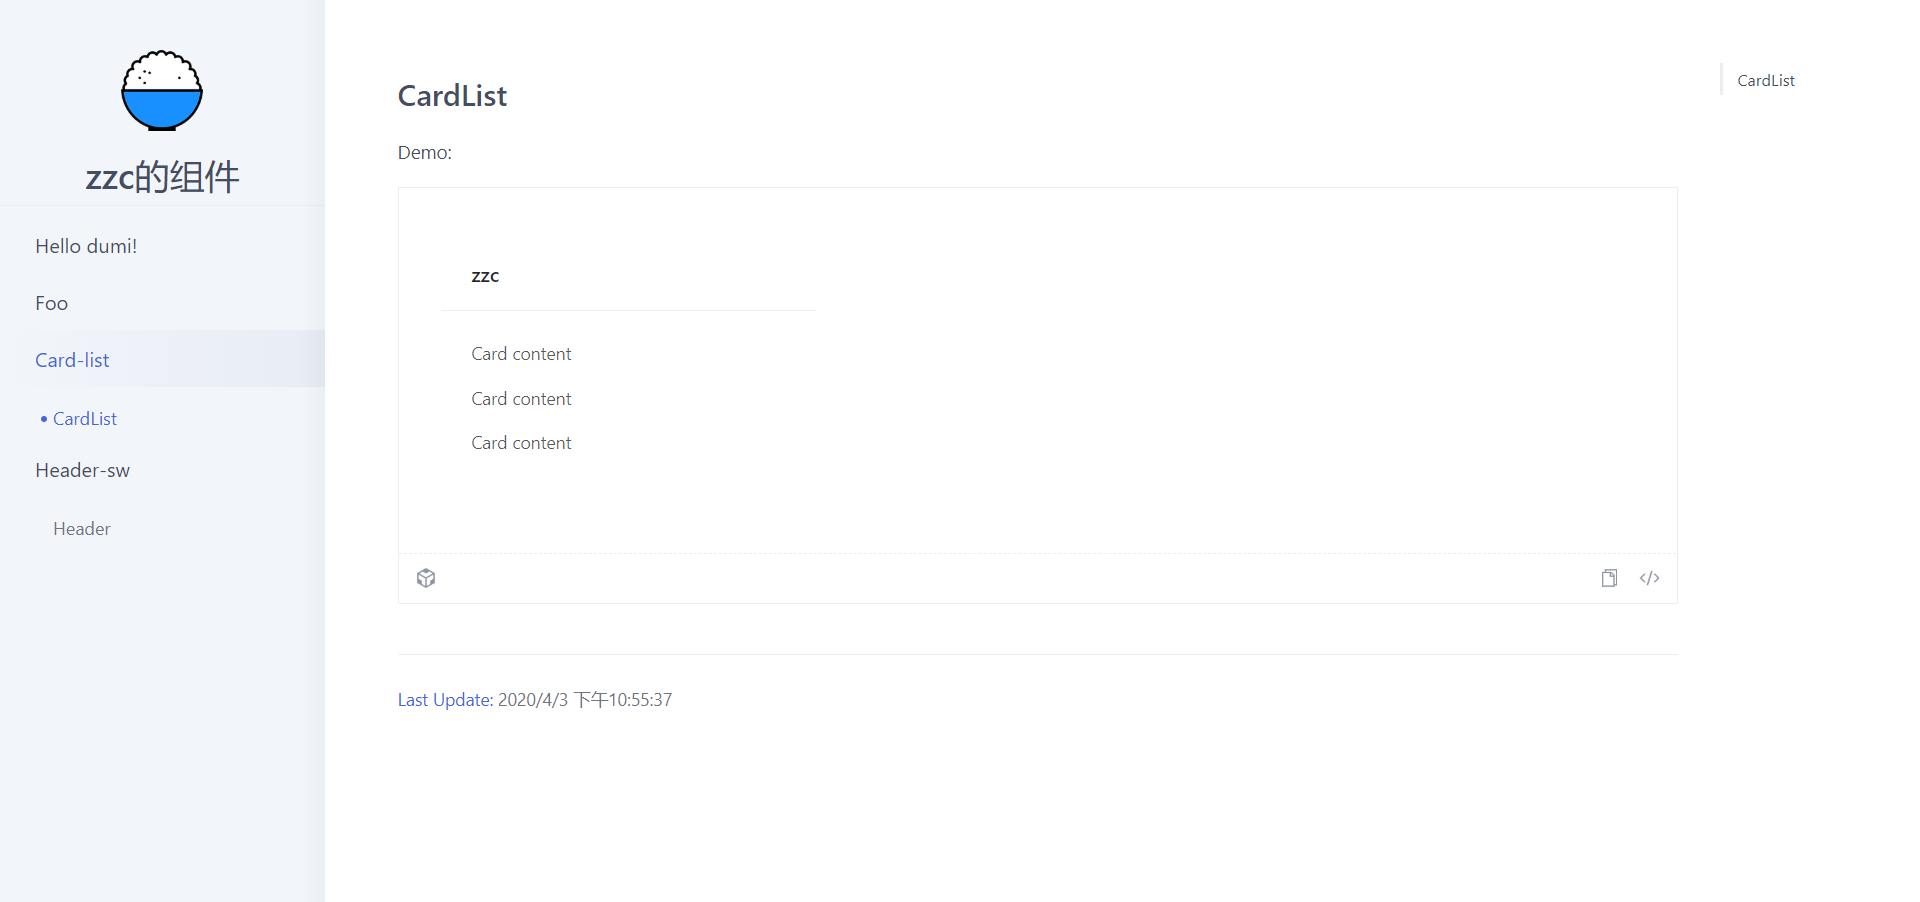 zzc的组件
Hello dumi!
Foo
Card-list
• CardList
Header-sw
Header
CardList
Demo:
zzc
Card content
Card content
Card content
Last Update: 2020/4/3 下午10:55:37
CardList